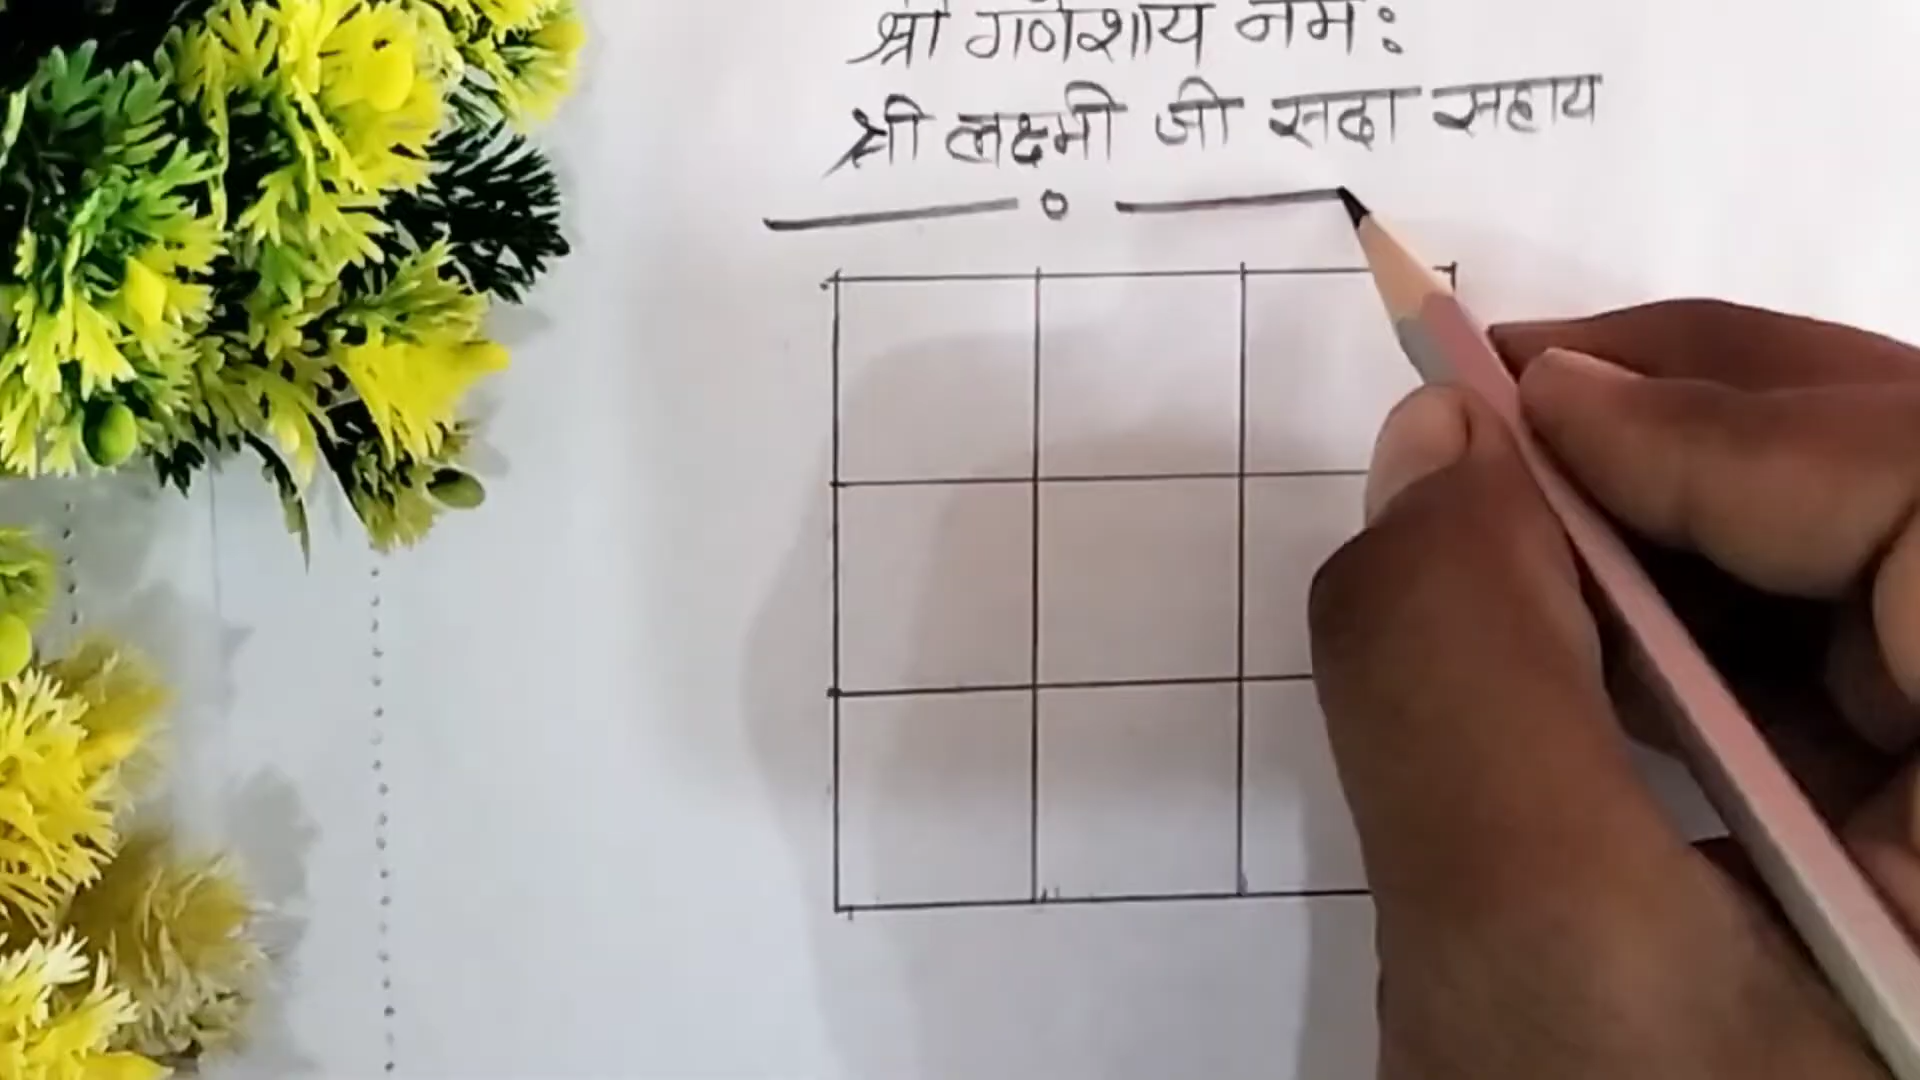 श्री गणेशाय नमः
श्री लक्ष्मी जी सदा सहाय